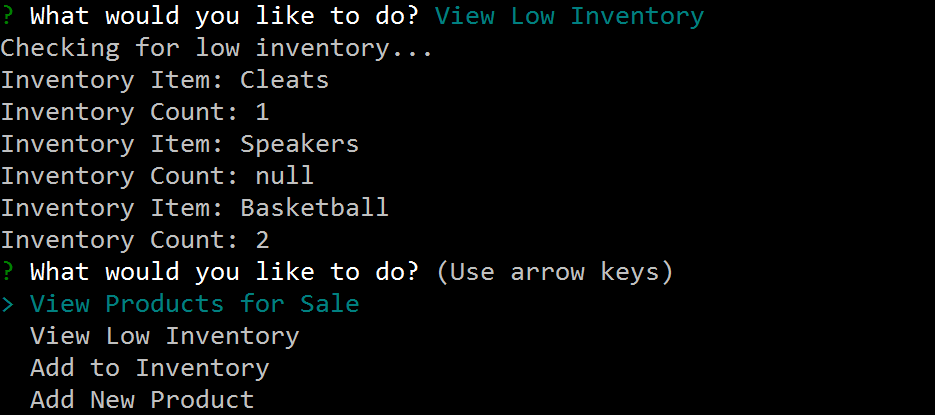 ? What would you like to do? View Low Inventory
Checking for low inventory...
Inventory Item: Cleats
Inventory Count: 1
Inventory Item: Speakers
Inventory Count: null
Inventory Item: Basketball
Inventory Count: 2
? What would you like to do? (Use arrow keys)
> View Products for Sale
View Low Inventory
Add to Inventory
Add New Product